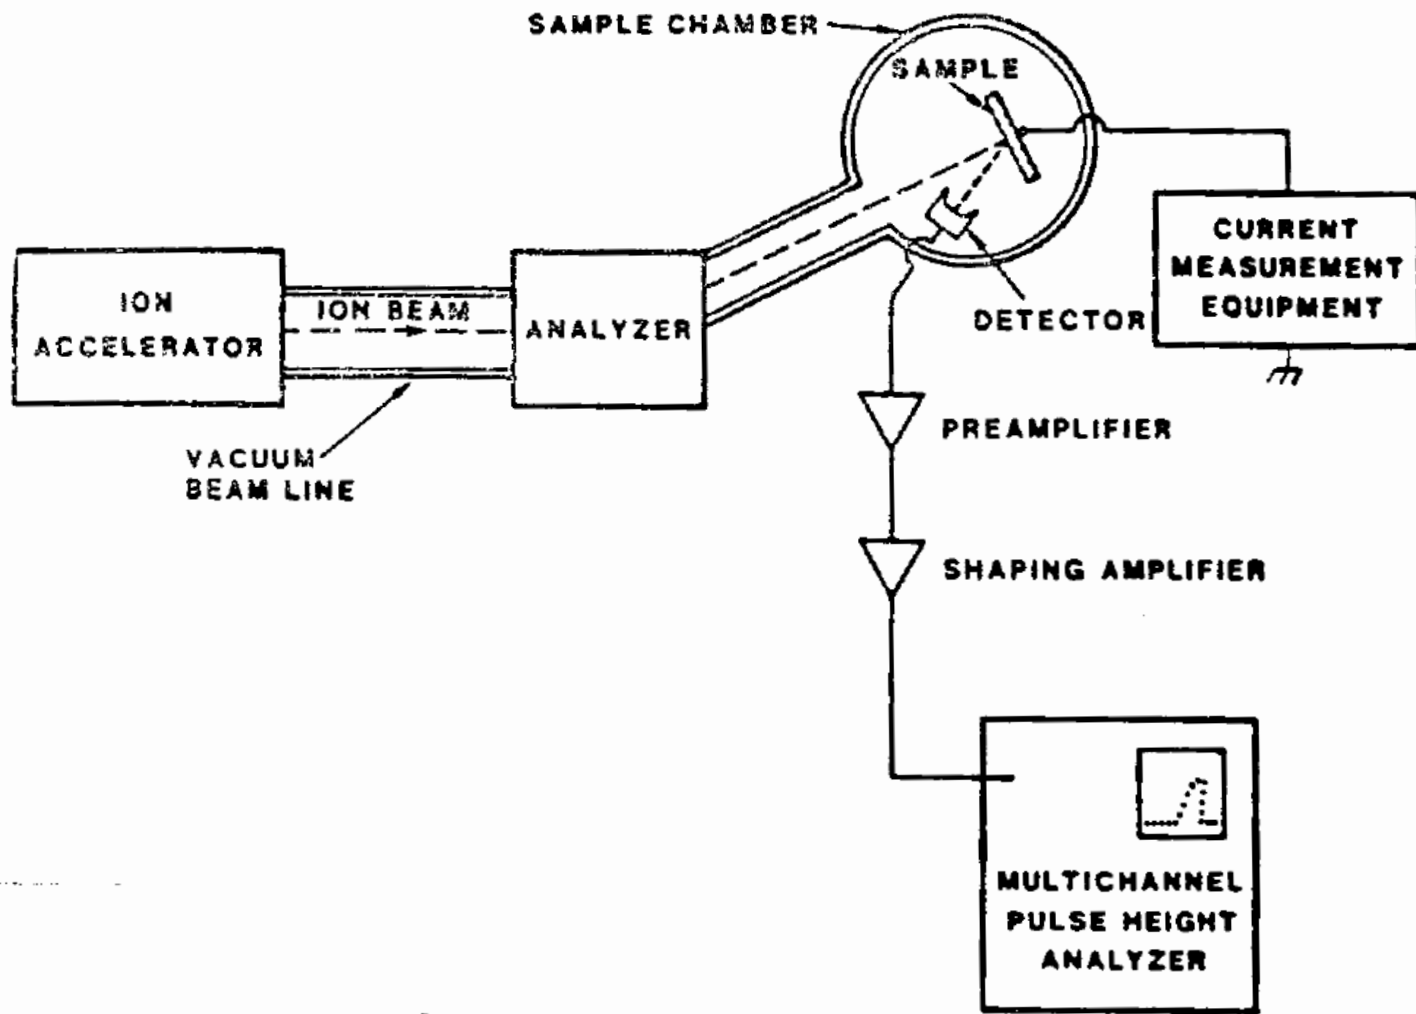 SAMPLE CHAMBER
SAMPLE
CURRENT
MEASUREMENT
EQUIPMENT
ION
ACCELERATOR
ION BEAM
ANALYZER
DETECTOR
VACUUM
BEAM LINE
PREAMPLIFIER
SHAPING AMPLIFIER
MULTICHANNEL
PULSE HEIGHT
ANALYZER